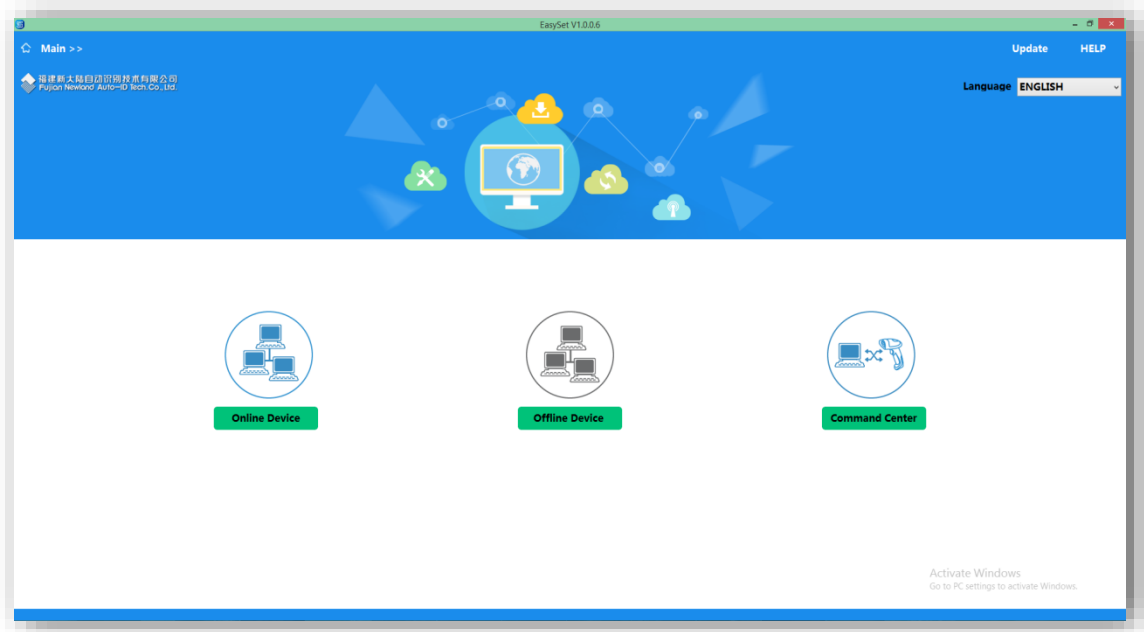 EasySet V1.0.0.6
Main >>
Update
HELP
福建新大陆自动识别技术有限公司
Fujian Newland Auto-ID Tech.Co.,Ltd.
Language ENGLISH
Online Device
Offline Device
Command Center
Activate Windows
Go to PC settings to activate Windows.